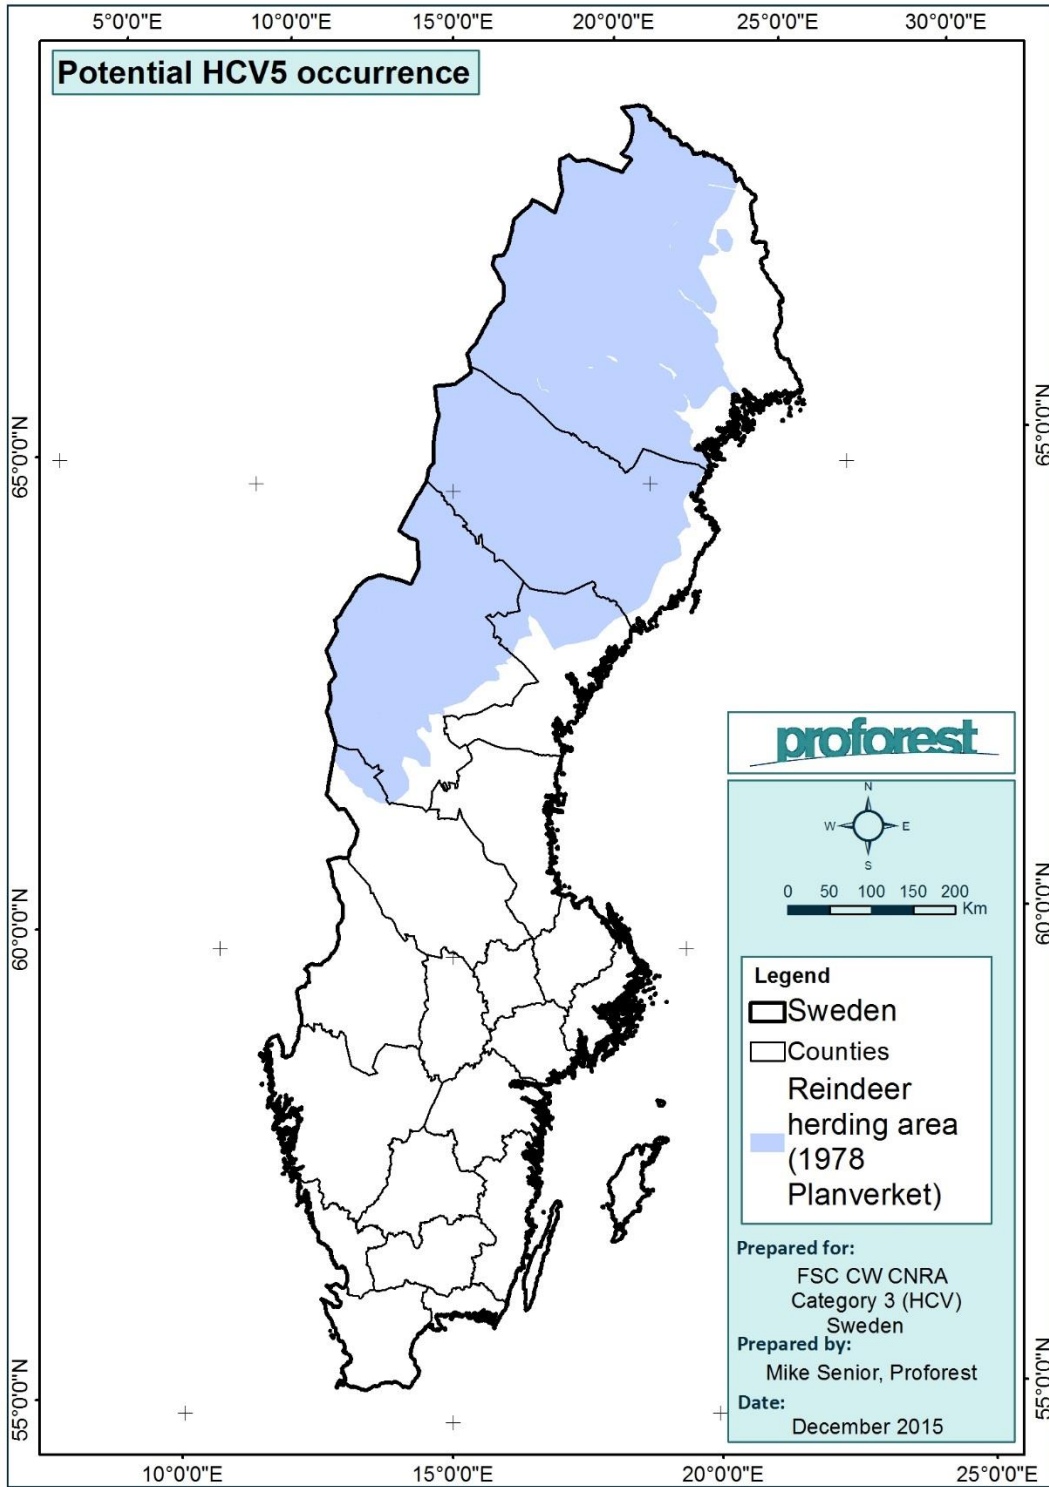 5°0'0"E 10°0'0"E 15°0'0"E 20°0'0"E 25°0'0"E 30°0'0"E
Potential HCV5 occurrence
65°0'0"N 65°0'0"N
proforest
N
W E
S
0 50 100 150 200
Km
60°0'0"N 60°0'0"N
Legend
Sweden
Counties
Reindeer
herding area
(1978
Planverket)
Prepared for:
FSC CW CNRA
Category 3 (HCV)
Sweden
Prepared by:
Mike Senior, Proforest
Date:
December 2015
55°0'0"N 55°0'0"N
10°0'0"E 15°0'0"E 20°0'0"E 25°0'0"E